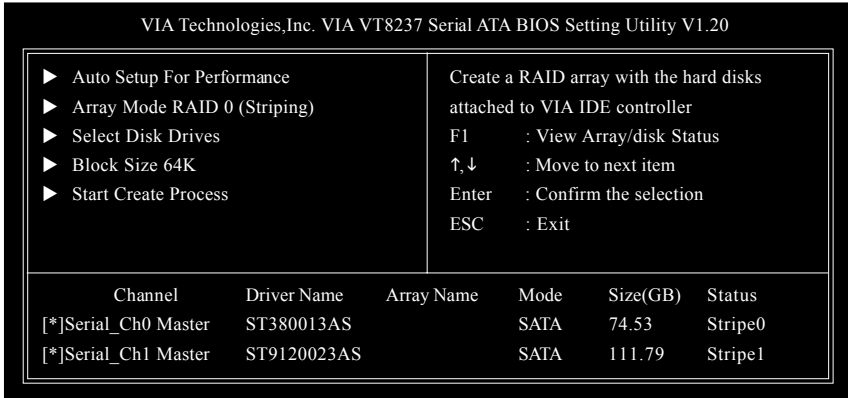 VIA Technologies,Inc. VIA VT8237 Serial ATA BIOS Setting Utility V1.20
▶ Auto Setup For Performance
▶ Array Mode RAID 0 (Striping)
▶ Select Disk Drives
▶ Block Size 64K
▶ Start Create Process
Create a RAID array with the hard disks
attached to VIA IDE controller
F1 : View Array/disk Status
↑,↓ : Move to next item
Enter : Confirm the selection
ESC : Exit
Channel Driver Name Array Name Mode Size(GB) Status
[*]Serial_Ch0 Master ST380013AS SATA 74.53 Stripe0
[*]Serial_Ch1 Master ST9120023AS SATA 111.79 Stripe1